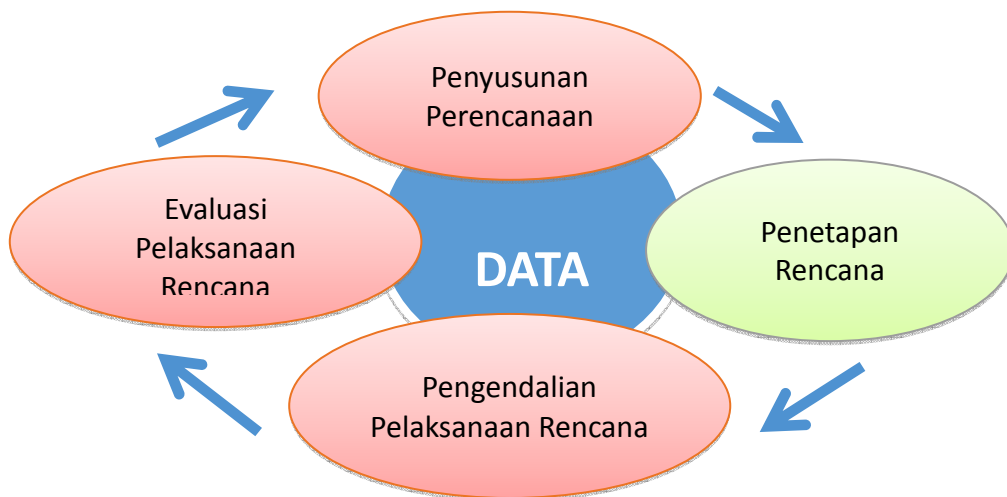 Penyusunan
Perencanaan
Evaluasi
Pelaksanaan
Rencana
DATA
Penetapan
Rencana
Pengendalian
Pelaksanaan Rencana